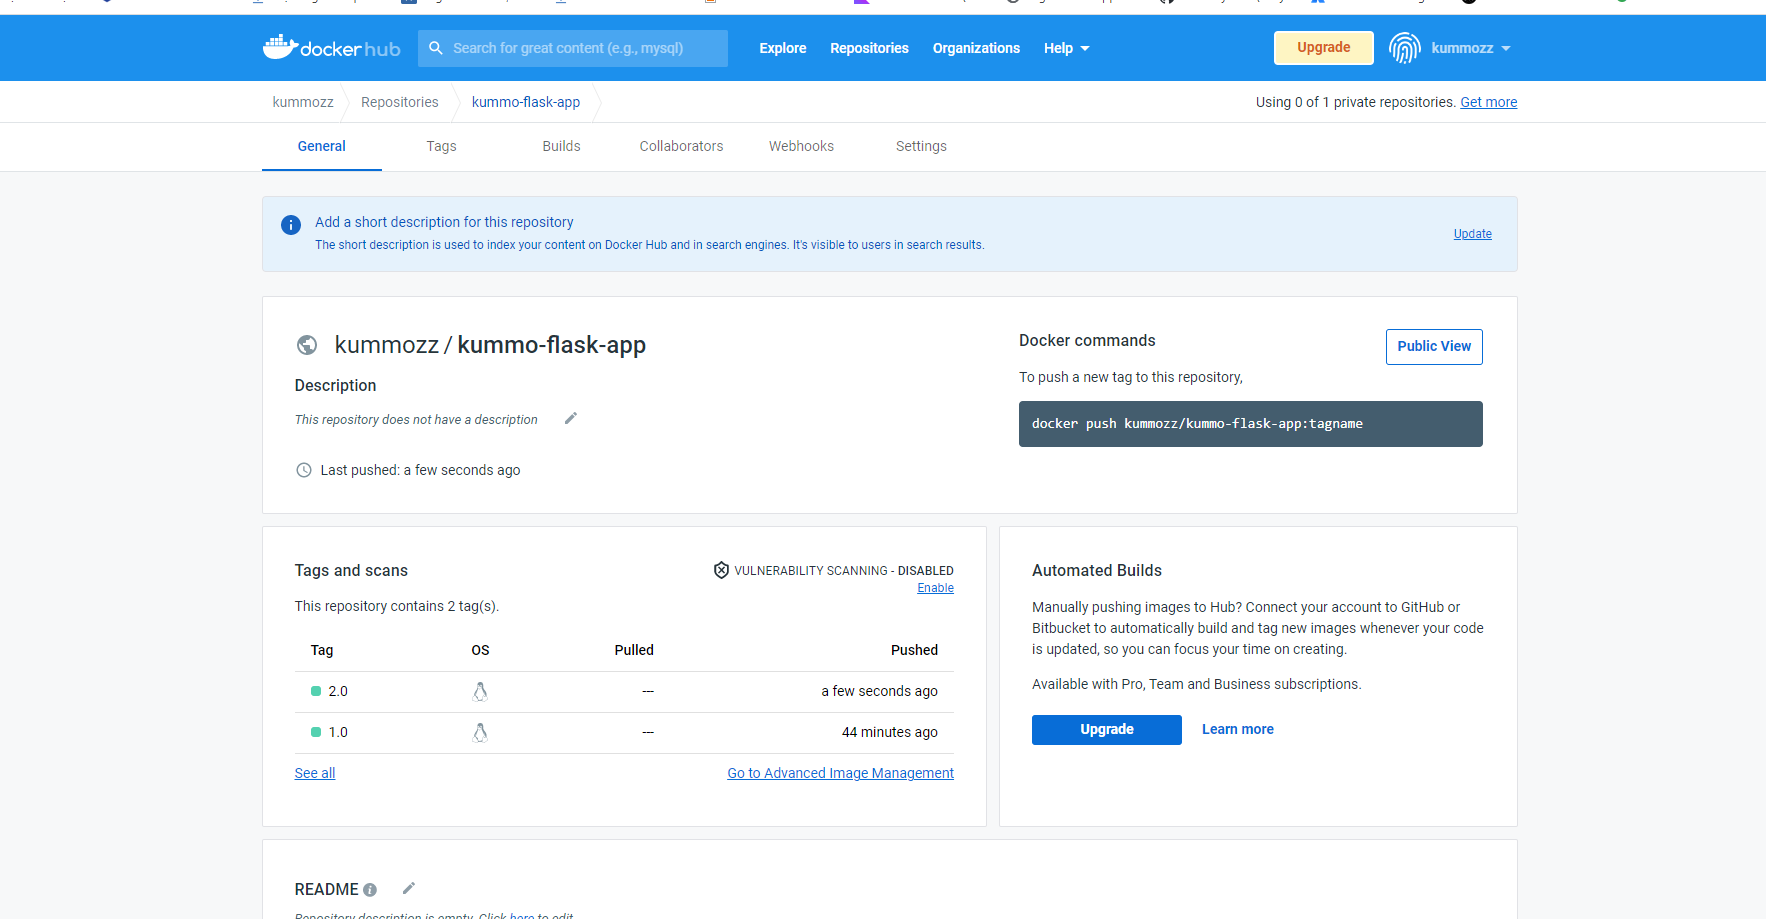 docker hub Search for great content (e.g., mysql) Explore Repositories Organizations Help Upgrade kummozz
kummozz Repositories kummo-flask-app Using 0 of 1 private repositories. Get more
General Tags Builds Collaborators Webhooks Settings
Add a short description for this repository
The short description is used to index your content on Docker Hub and in search engines. It's visible to users in search results.
Update
kummozz / kummo-flask-app
Description
This repository does not have a description
Last pushed: a few seconds ago
Docker commands
Public View
To push a new tag to this repository,
docker push kummozz/kummo-flask-app:tagname
Tags and scans
VULNERABILITY SCANNING - DISABLED
Enable
This repository contains 2 tag(s).
Tag OS Pulled Pushed
2.0 --- a few seconds ago
1.0 --- 44 minutes ago
See all Go to Advanced Image Management
Automated Builds
Manually pushing images to Hub? Connect your account to GitHub or
Bitbucket to automatically build and tag new images whenever your code
is updated, so you can focus your time on creating.
Available with Pro, Team and Business subscriptions.
Upgrade Learn more
README
Repository description is empty. Click here to edit.